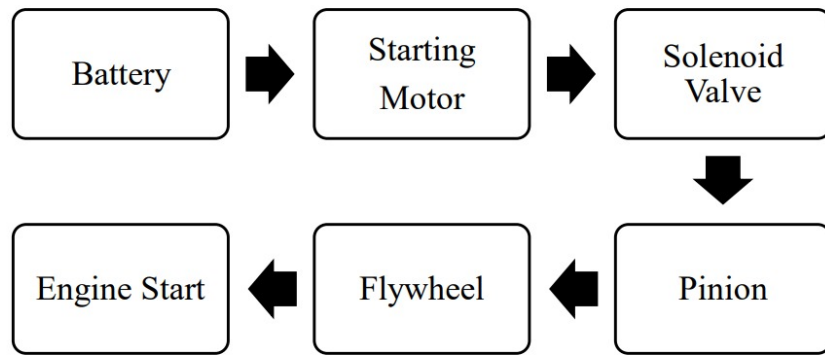 Battery
Starting
Motor
Solenoid
Valve
Pinion
Flywheel
Engine Start